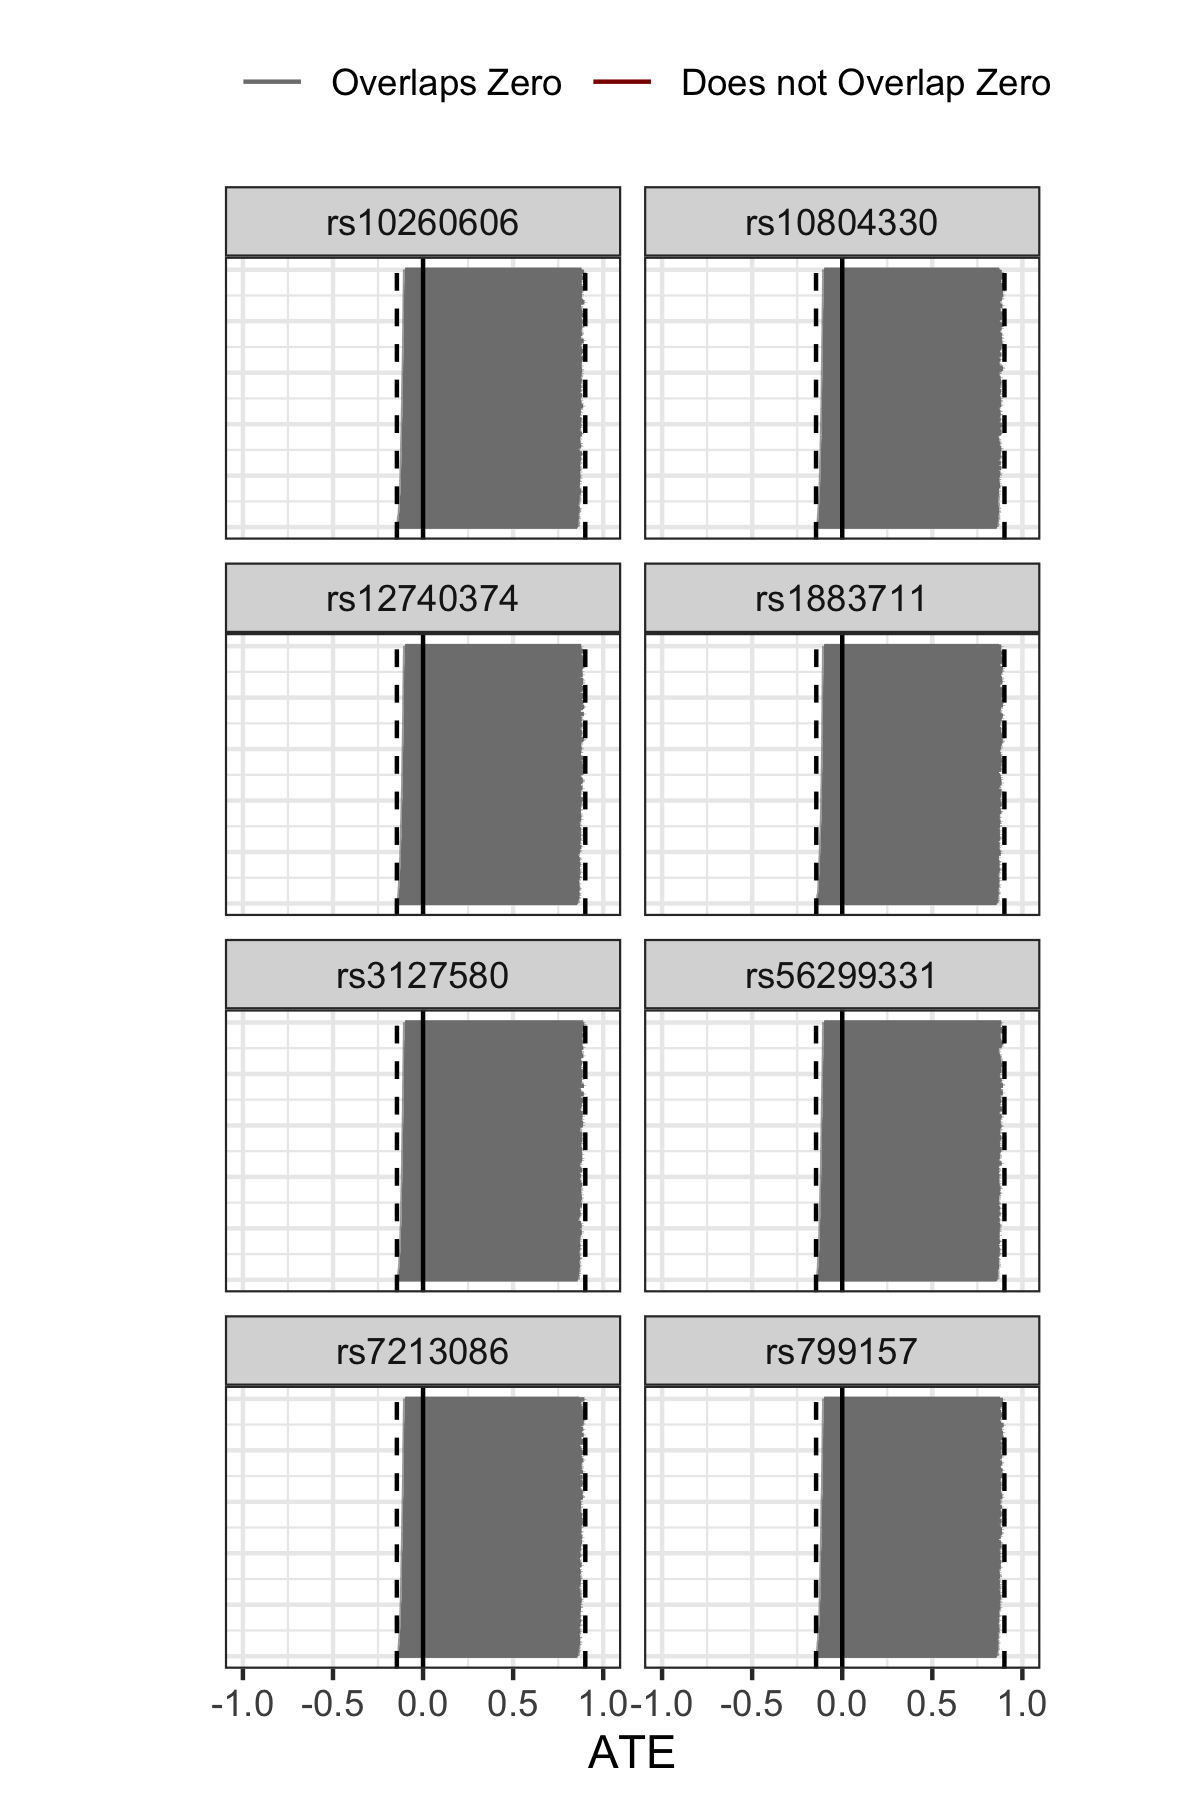 Overlaps Zero Does not Overlap Zero
rs10260606 rs10804330
rs12740374 rs1883711
rs3127580 rs56299331
rs7213086 rs799157
-1.0 -0.5 0.0 0.5 1.0 -1.0 -0.5 0.0 0.5 1.0
ATE